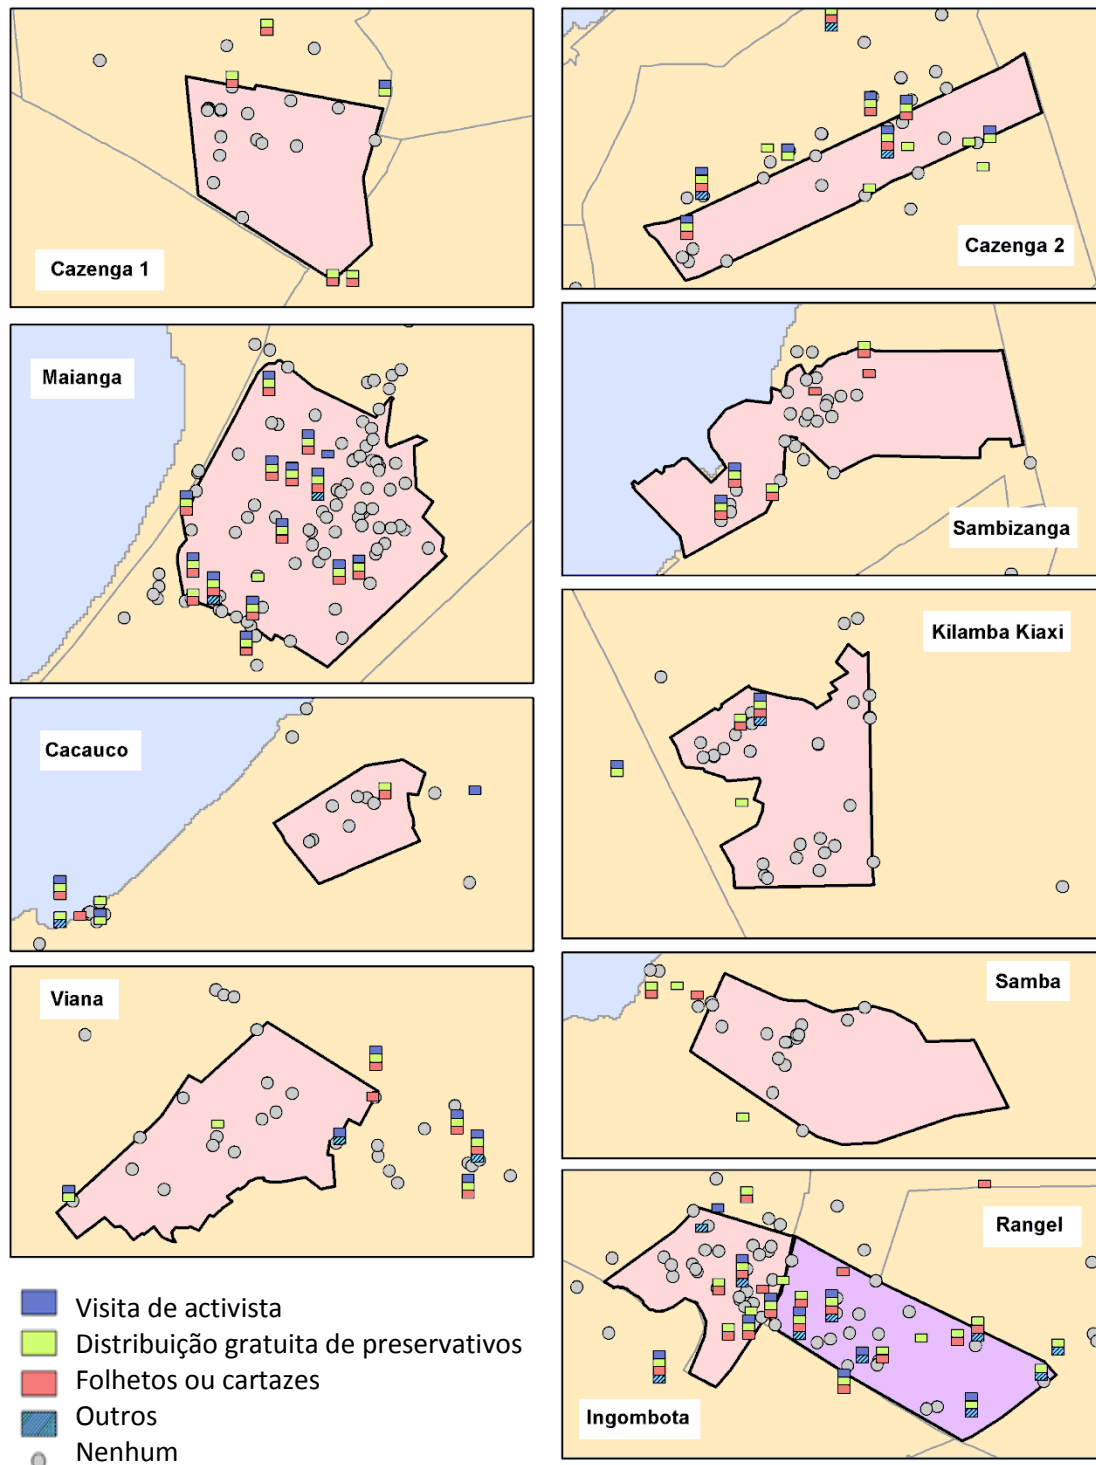 Cazenga 1
Cazenga 2
Maianga
Sambizanga
Kilamba Kiaxi
Cacauco
Samba
Viana
Rangel
Ingombota
Visita de activista
Distribuição gratuita de preservativos
Folhetos ou cartazes
Outros
Nenhum